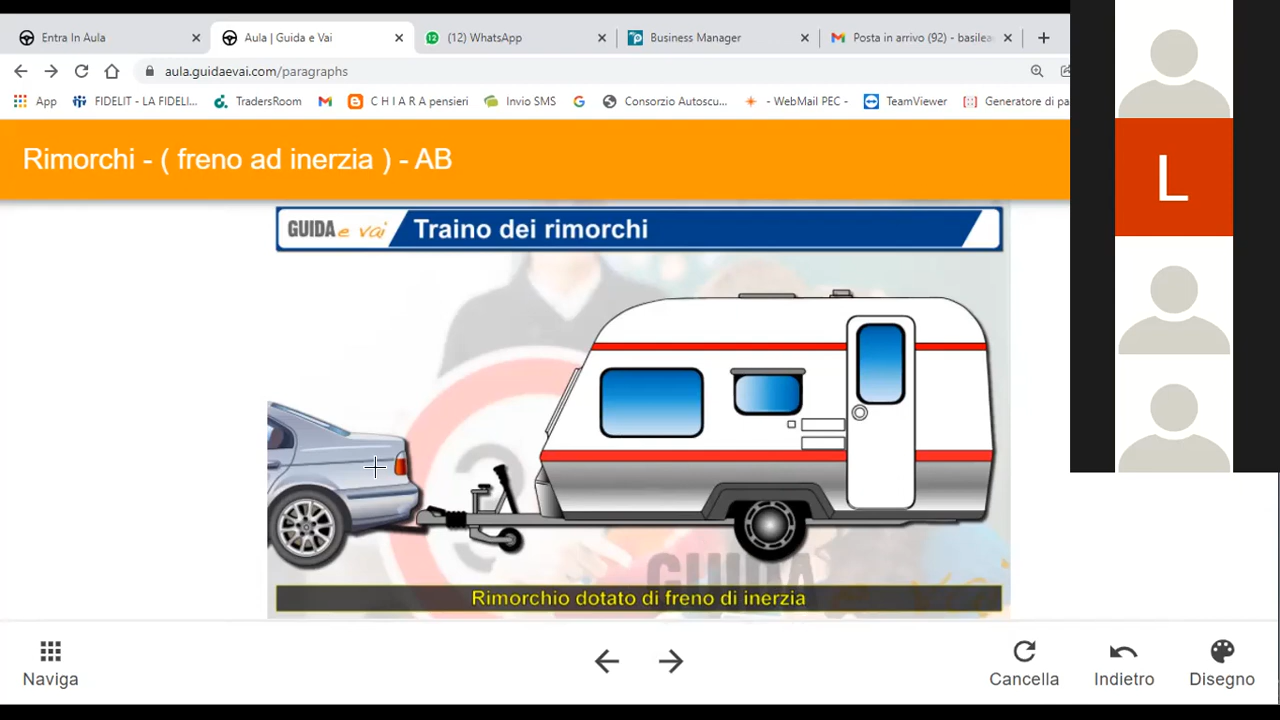 Entra In Aula
Aula | Guida e Vai
(12) WhatsApp
Business Manager
Posta in arrivo (92) - basilea
aula.guidaevai.com/paragraphs
App
FIDELIT - LA FIDELI...
TradersRoom
C H I A R A pensieri
Invio SMS
Consorzio Autoscu...
- WebMail PEC -
TeamViewer
Generatore di pa
Rimorchi - ( freno ad inerzia ) - AB
L
GUIDA e vai Traino dei rimorchi
GUIDA
Rimorchio dotato di freno di inerzia
Naviga
Cancella
Indietro
Disegno